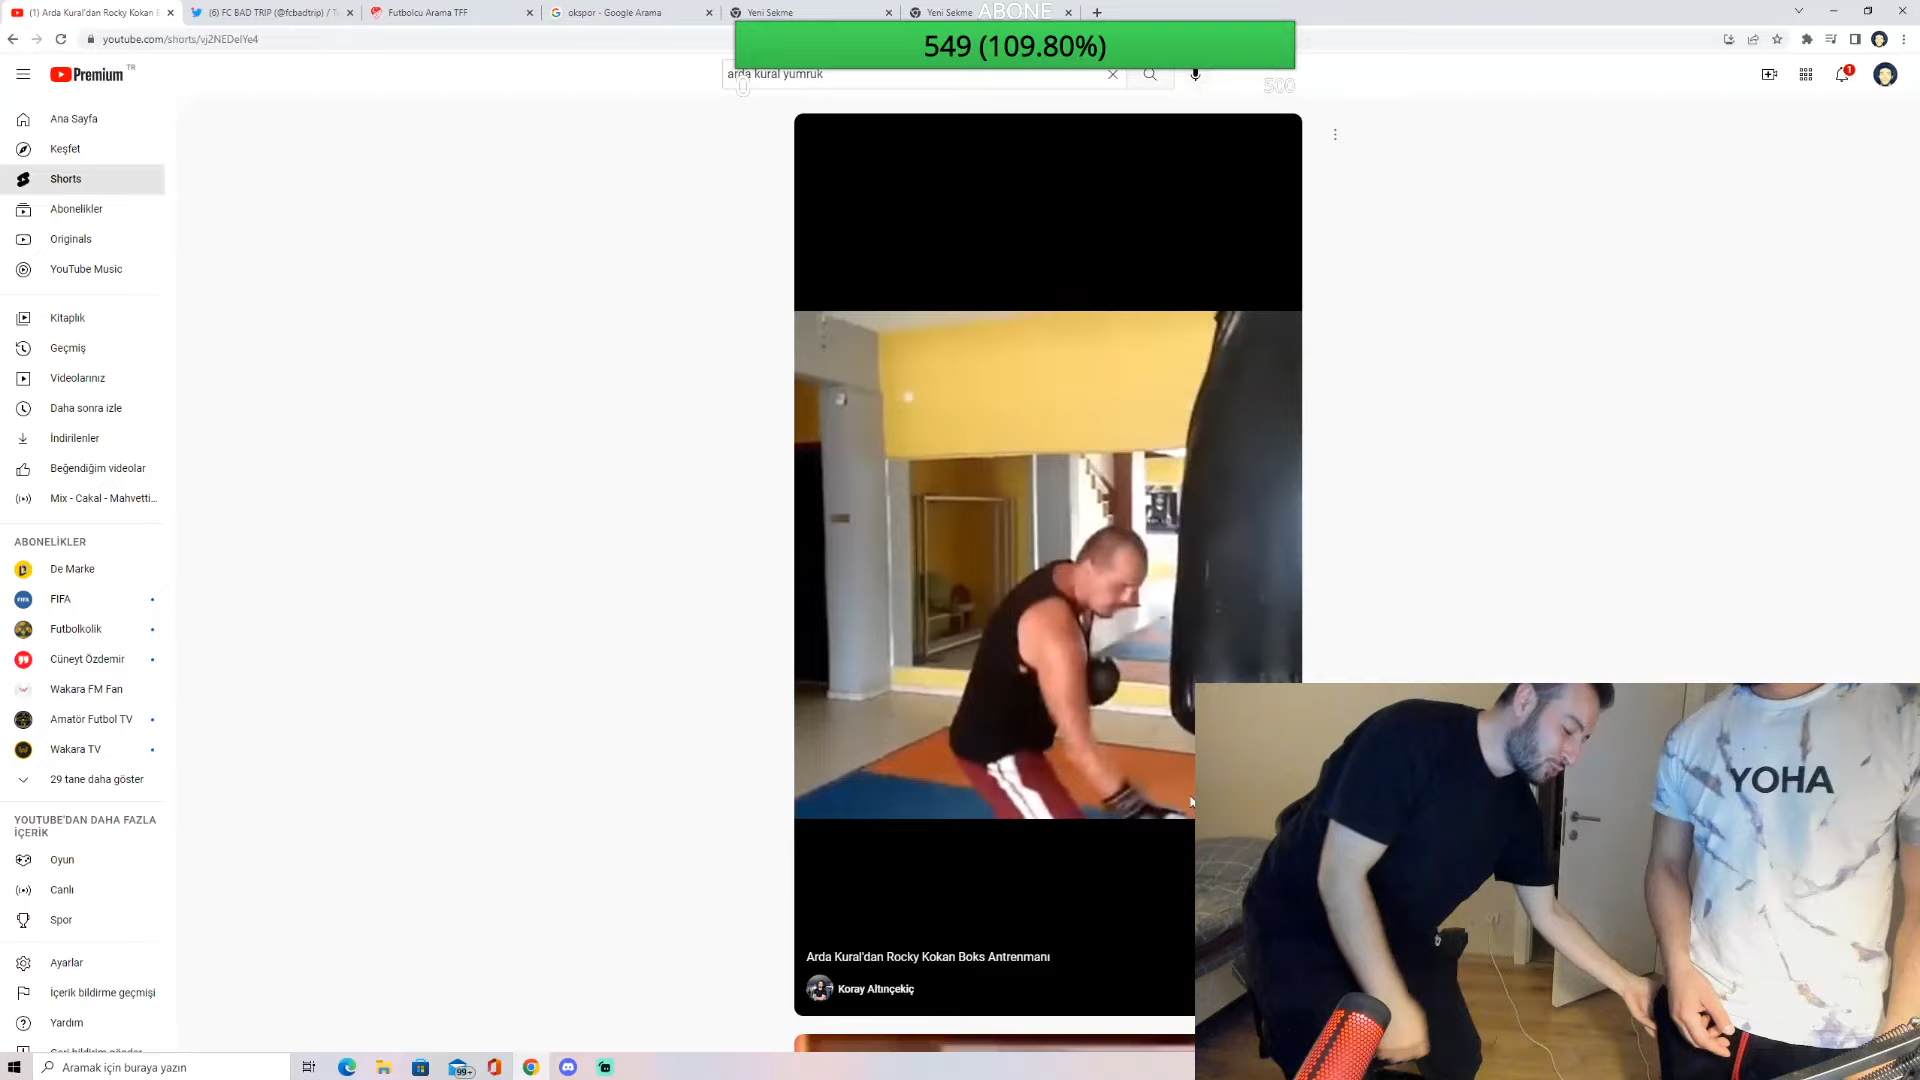 (1) Arda Kural'dan Rocky Kokan B
(6) FC BAD TRIP (@fcbadtrip) / T
Futbolcu Arama TFF
okspor - Google Arama
Yeni Sekme
Yeni Sekme
ABONE
youtube.com/shorts/vj2NEDelYe4
549 (109.80%)
0
500
Premium TR
arda kural yumruk
1
Ana Sayfa
Keşfet
Shorts
Abonelikler
Originals
YouTube Music
Kitaplık
Geçmiş
Videolarınız
Daha sonra izle
İndirilenler
Beğendiğim videolar
Mix - Cakal - Mahvetti...
ABONELİKLER
De Marke
FIFA
Futbolkolik
Cüneyt Özdemir
Wakara FM Fan
Amatör Futbol TV
Wakara TV
29 tane daha göster
YOUTUBE'DAN DAHA FAZLA
İÇERİK
Oyun
Canlı
Spor
Ayarlar
İçerik bildirme geçmişi
Yardım
Geri bildirim gönder
Arda Kural'dan Rocky Kokan Boks Antrenmanı
Koray Altınçekiç
YOHA
Aramak için buraya yazın
99+